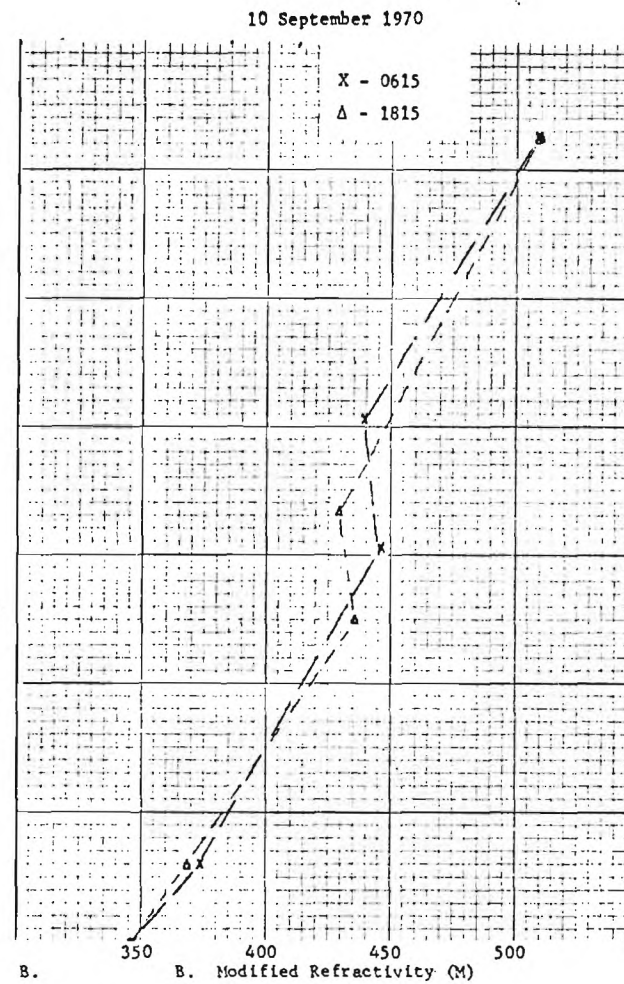 10 September 1970
X - 0615
Δ - 1815
350 400 450 500
B. B. Modified Refractivity (M)